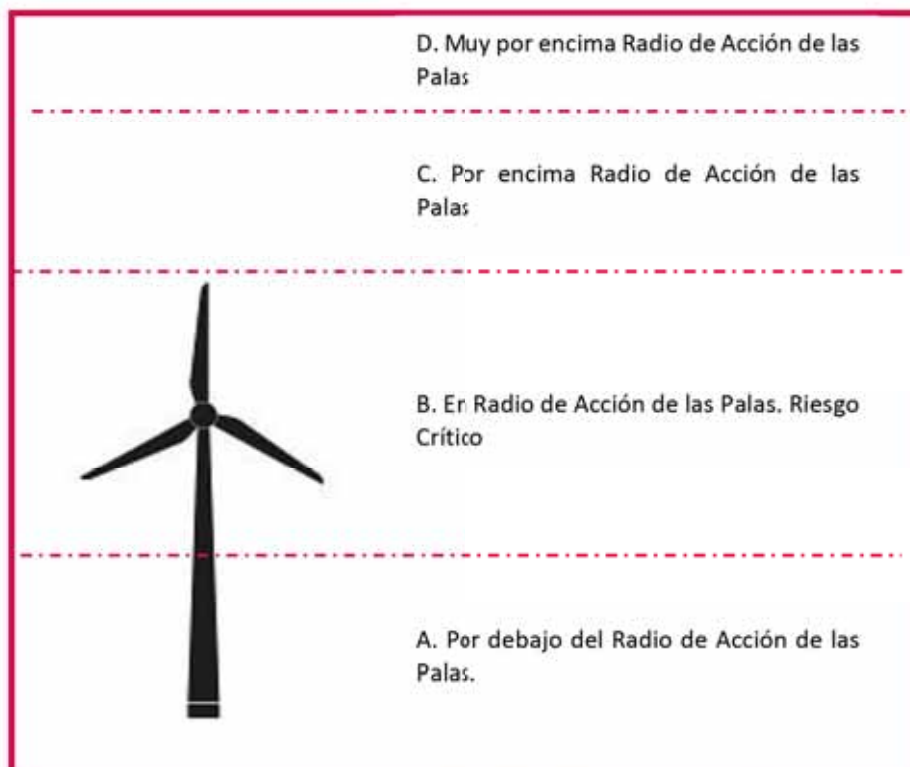 D. Muy por encima Radio de Acción de las
Palas
C. Por encima Radio de Acción de las
Palas
B. En Radio de Acción de las Palas. Riesgo
Crítico
A. Por debajo del Radio de Acción de las
Palas.